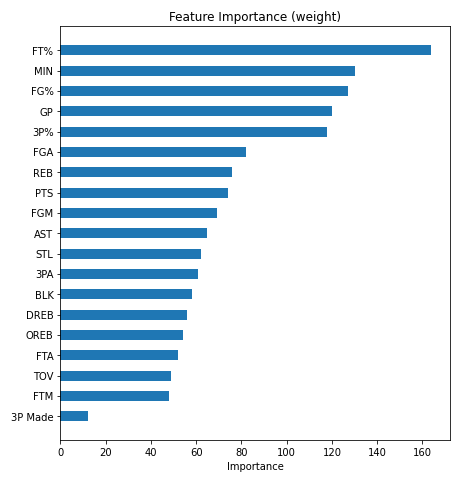 Feature Importance (weight)
FT%
MIN
FG%
GP
3P%
FGA
REB
PTS
FGM
AST
STL
3PA
BLK
DREB
OREB
FTA
TOV
FTM
3P Made
0 20 40 60 80 100 120 140 160
Importance